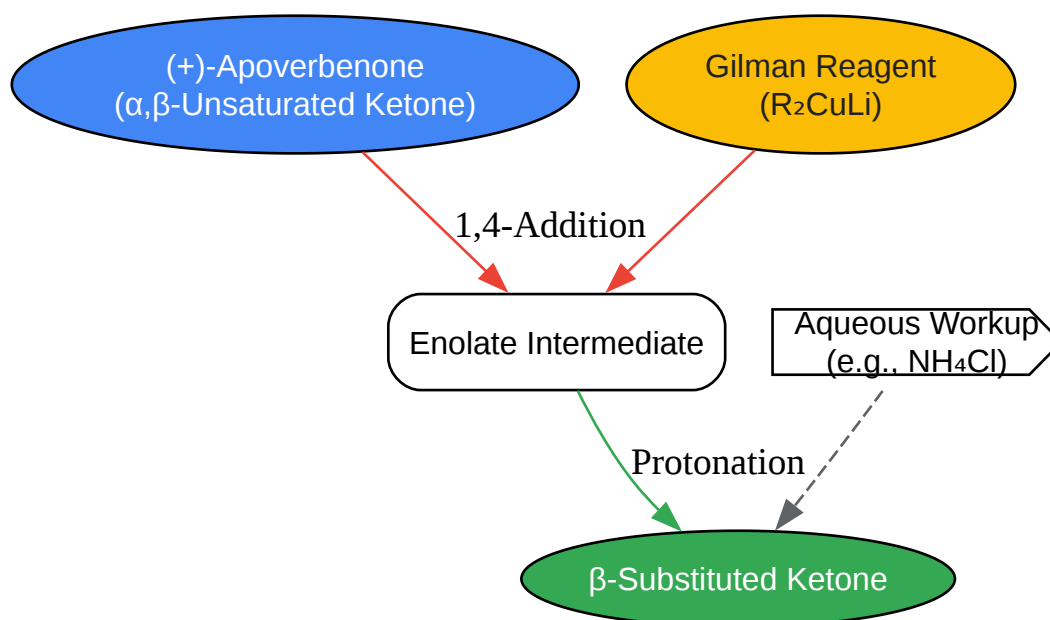 (+)-Apoverbenone
(α,β-Unsaturated Ketone)
Gilman Reagent
(R₂CuLi)
1,4-Addition
Enolate Intermediate
Aqueous Workup
(e.g., NH₄Cl)
Protonation
β-Substituted Ketone